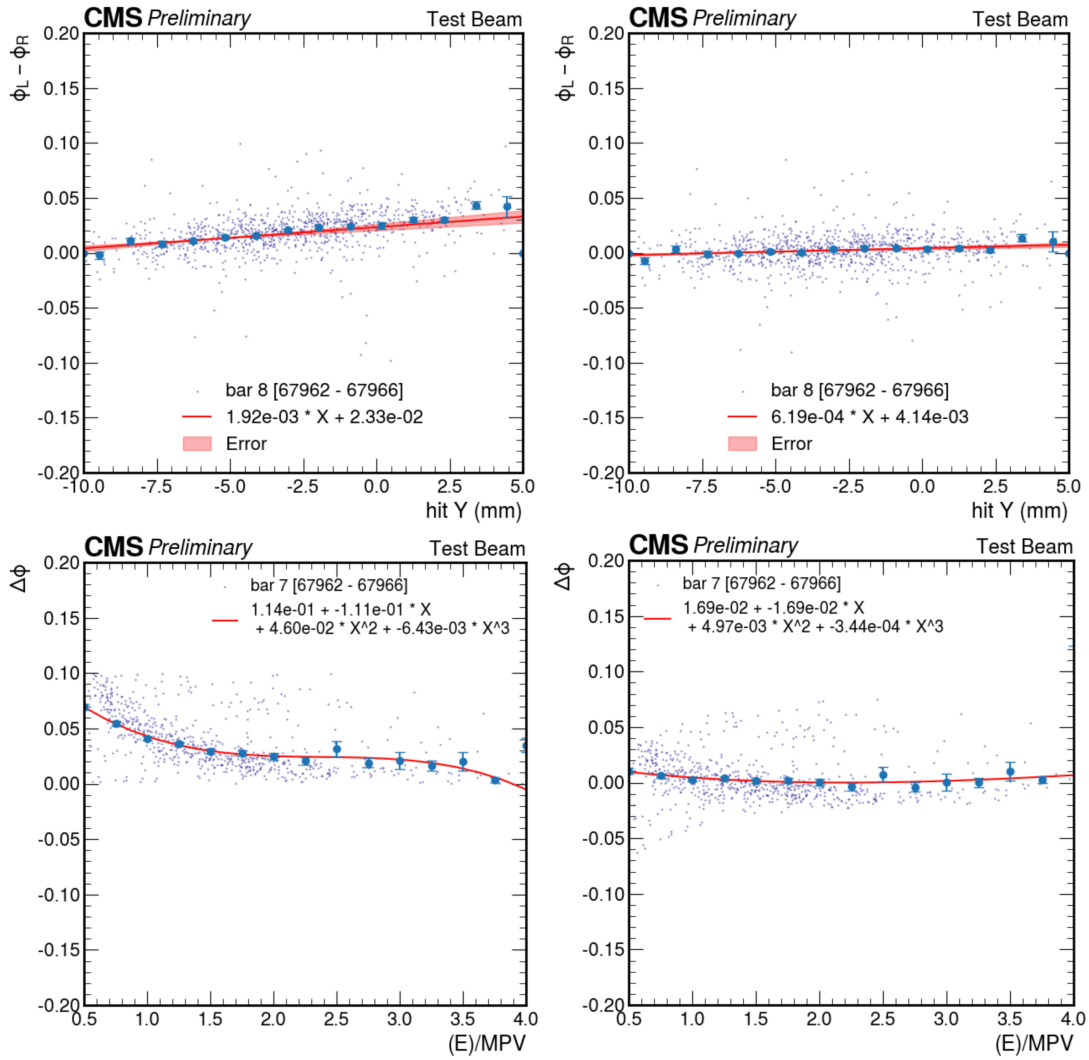 CMS Preliminary Test Beam
0.20
0.15
0.10
0.05
0.00
-0.05
-0.10
-0.15
-0.20
ϕL − ϕR
bar 8 [67962 - 67966]
1.92e-03 * X + 2.33e-02
Error
-10.0 -7.5 -5.0 -2.5 0.0 2.5 5.0
hit Y (mm)
CMS Preliminary Test Beam
0.20
0.15
0.10
0.05
0.00
-0.05
-0.10
-0.15
-0.20
ϕL − ϕR
bar 8 [67962 - 67966]
6.19e-04 * X + 4.14e-03
Error
-10.0 -7.5 -5.0 -2.5 0.0 2.5 5.0
hit Y (mm)
CMS Preliminary Test Beam
0.20
0.15
0.10
0.05
0.00
-0.05
-0.10
-0.15
-0.20
Δϕ
bar 7 [67962 - 67966]
1.14e-01 + -1.11e-01 * X
+ 4.60e-02 * X^2 + -6.43e-03 * X^3
0.5 1.0 1.5 2.0 2.5 3.0 3.5 4.0
(E)/MPV
CMS Preliminary Test Beam
0.20
0.15
0.10
0.05
0.00
-0.05
-0.10
-0.15
-0.20
Δϕ
bar 7 [67962 - 67966]
1.69e-02 + -1.69e-02 * X
+ 4.97e-03 * X^2 + -3.44e-04 * X^3
0.5 1.0 1.5 2.0 2.5 3.0 3.5 4.0
(E)/MPV